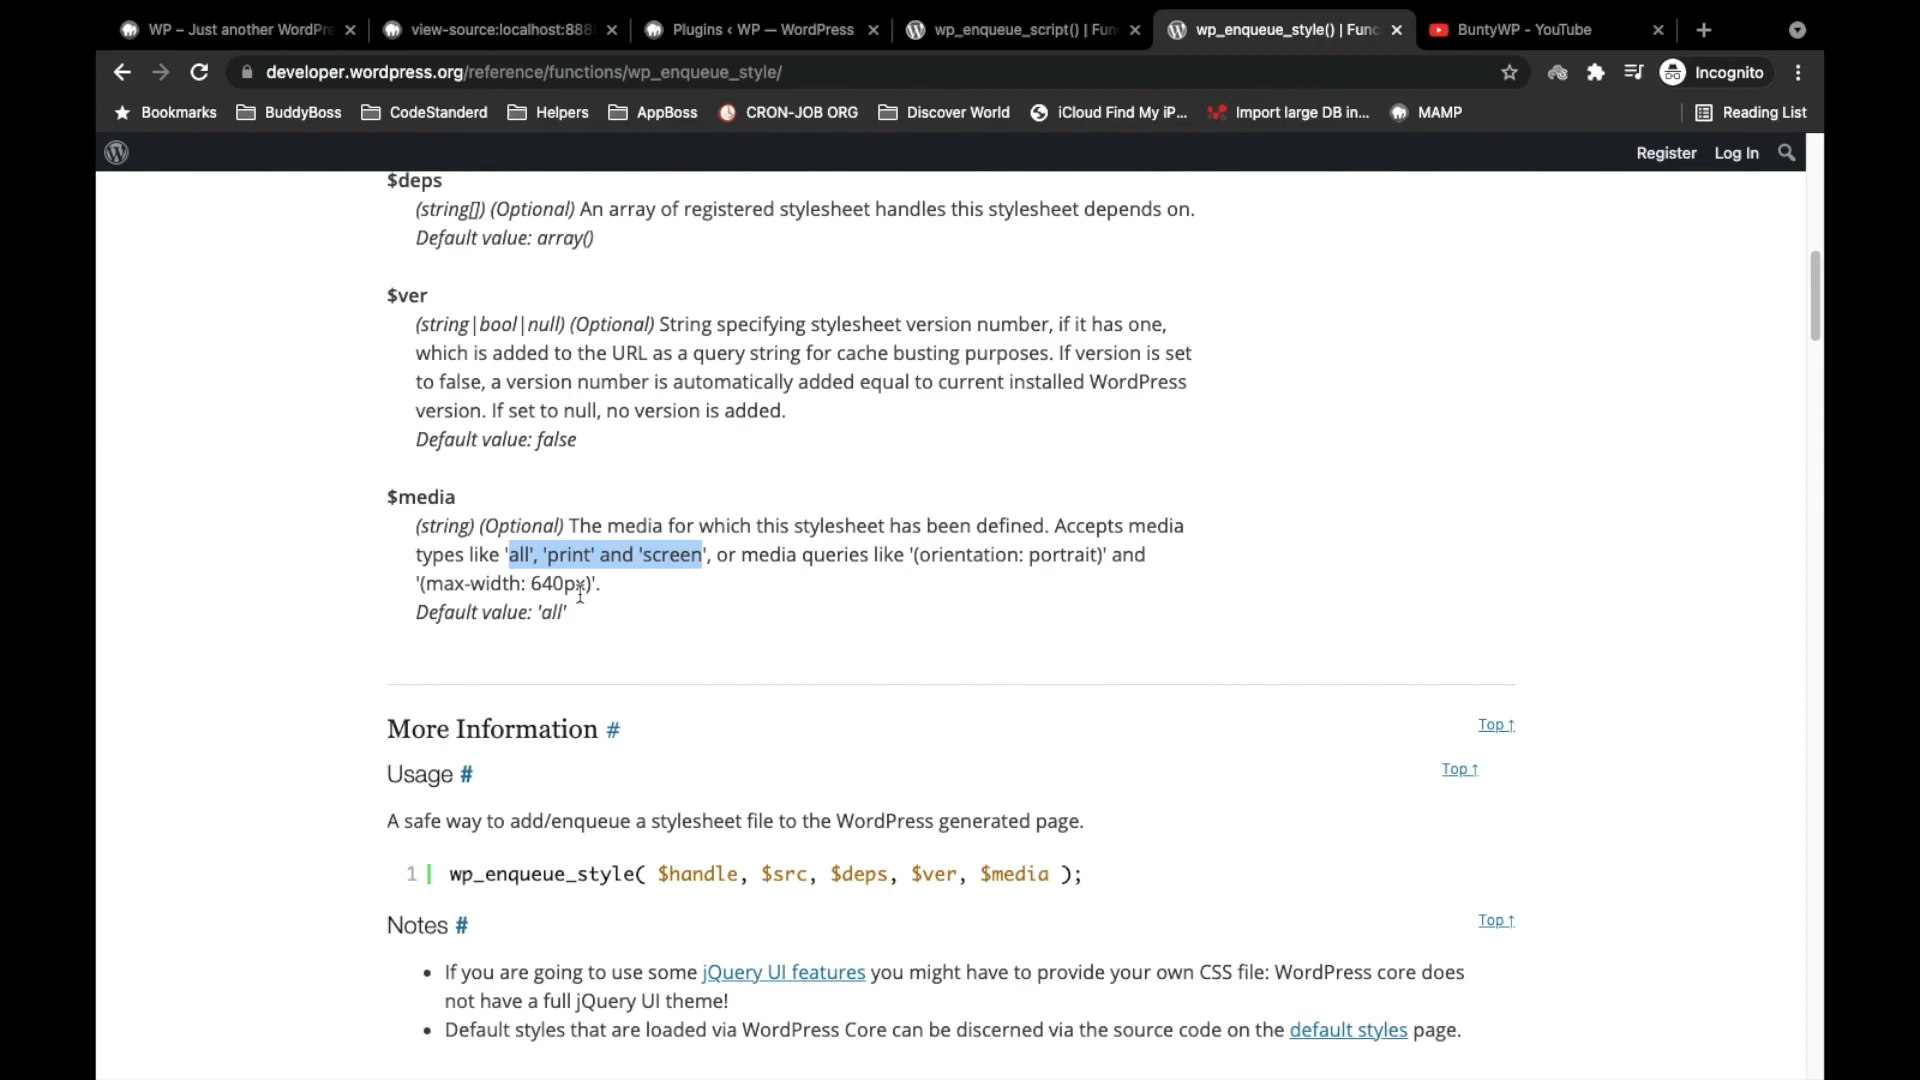 WP – Just another WordPre
view-source:localhost:888
Plugins ‹ WP — WordPress
wp_enqueue_script() | Fun
wp_enqueue_style() | Func
BuntyWP - YouTube
developer.wordpress.org/reference/functions/wp_enqueue_style/
Incognito
Bookmarks
BuddyBoss
CodeStanderd
Helpers
AppBoss
CRON-JOB ORG
Discover World
iCloud Find My iP...
Import large DB in...
MAMP
Reading List
Register
Log In
$deps
(string[]) (Optional) An array of registered stylesheet handles this stylesheet depends on.
Default value: array()
$ver
(string|bool|null) (Optional) String specifying stylesheet version number, if it has one,
which is added to the URL as a query string for cache busting purposes. If version is set
to false, a version number is automatically added equal to current installed WordPress
version. If set to null, no version is added.
Default value: false
$media
(string) (Optional) The media for which this stylesheet has been defined. Accepts media
types like 'all', 'print' and 'screen', or media queries like '(orientation: portrait)' and
'(max-width: 640px)'.
Default value: 'all'
More Information #
Top ↑
Usage #
Top ↑
A safe way to add/enqueue a stylesheet file to the WordPress generated page.
1 wp_enqueue_style( $handle, $src, $deps, $ver, $media );
Notes #
Top ↑
• If you are going to use some jQuery UI features you might have to provide your own CSS file: WordPress core does
not have a full jQuery UI theme!
• Default styles that are loaded via WordPress Core can be discerned via the source code on the default styles page.